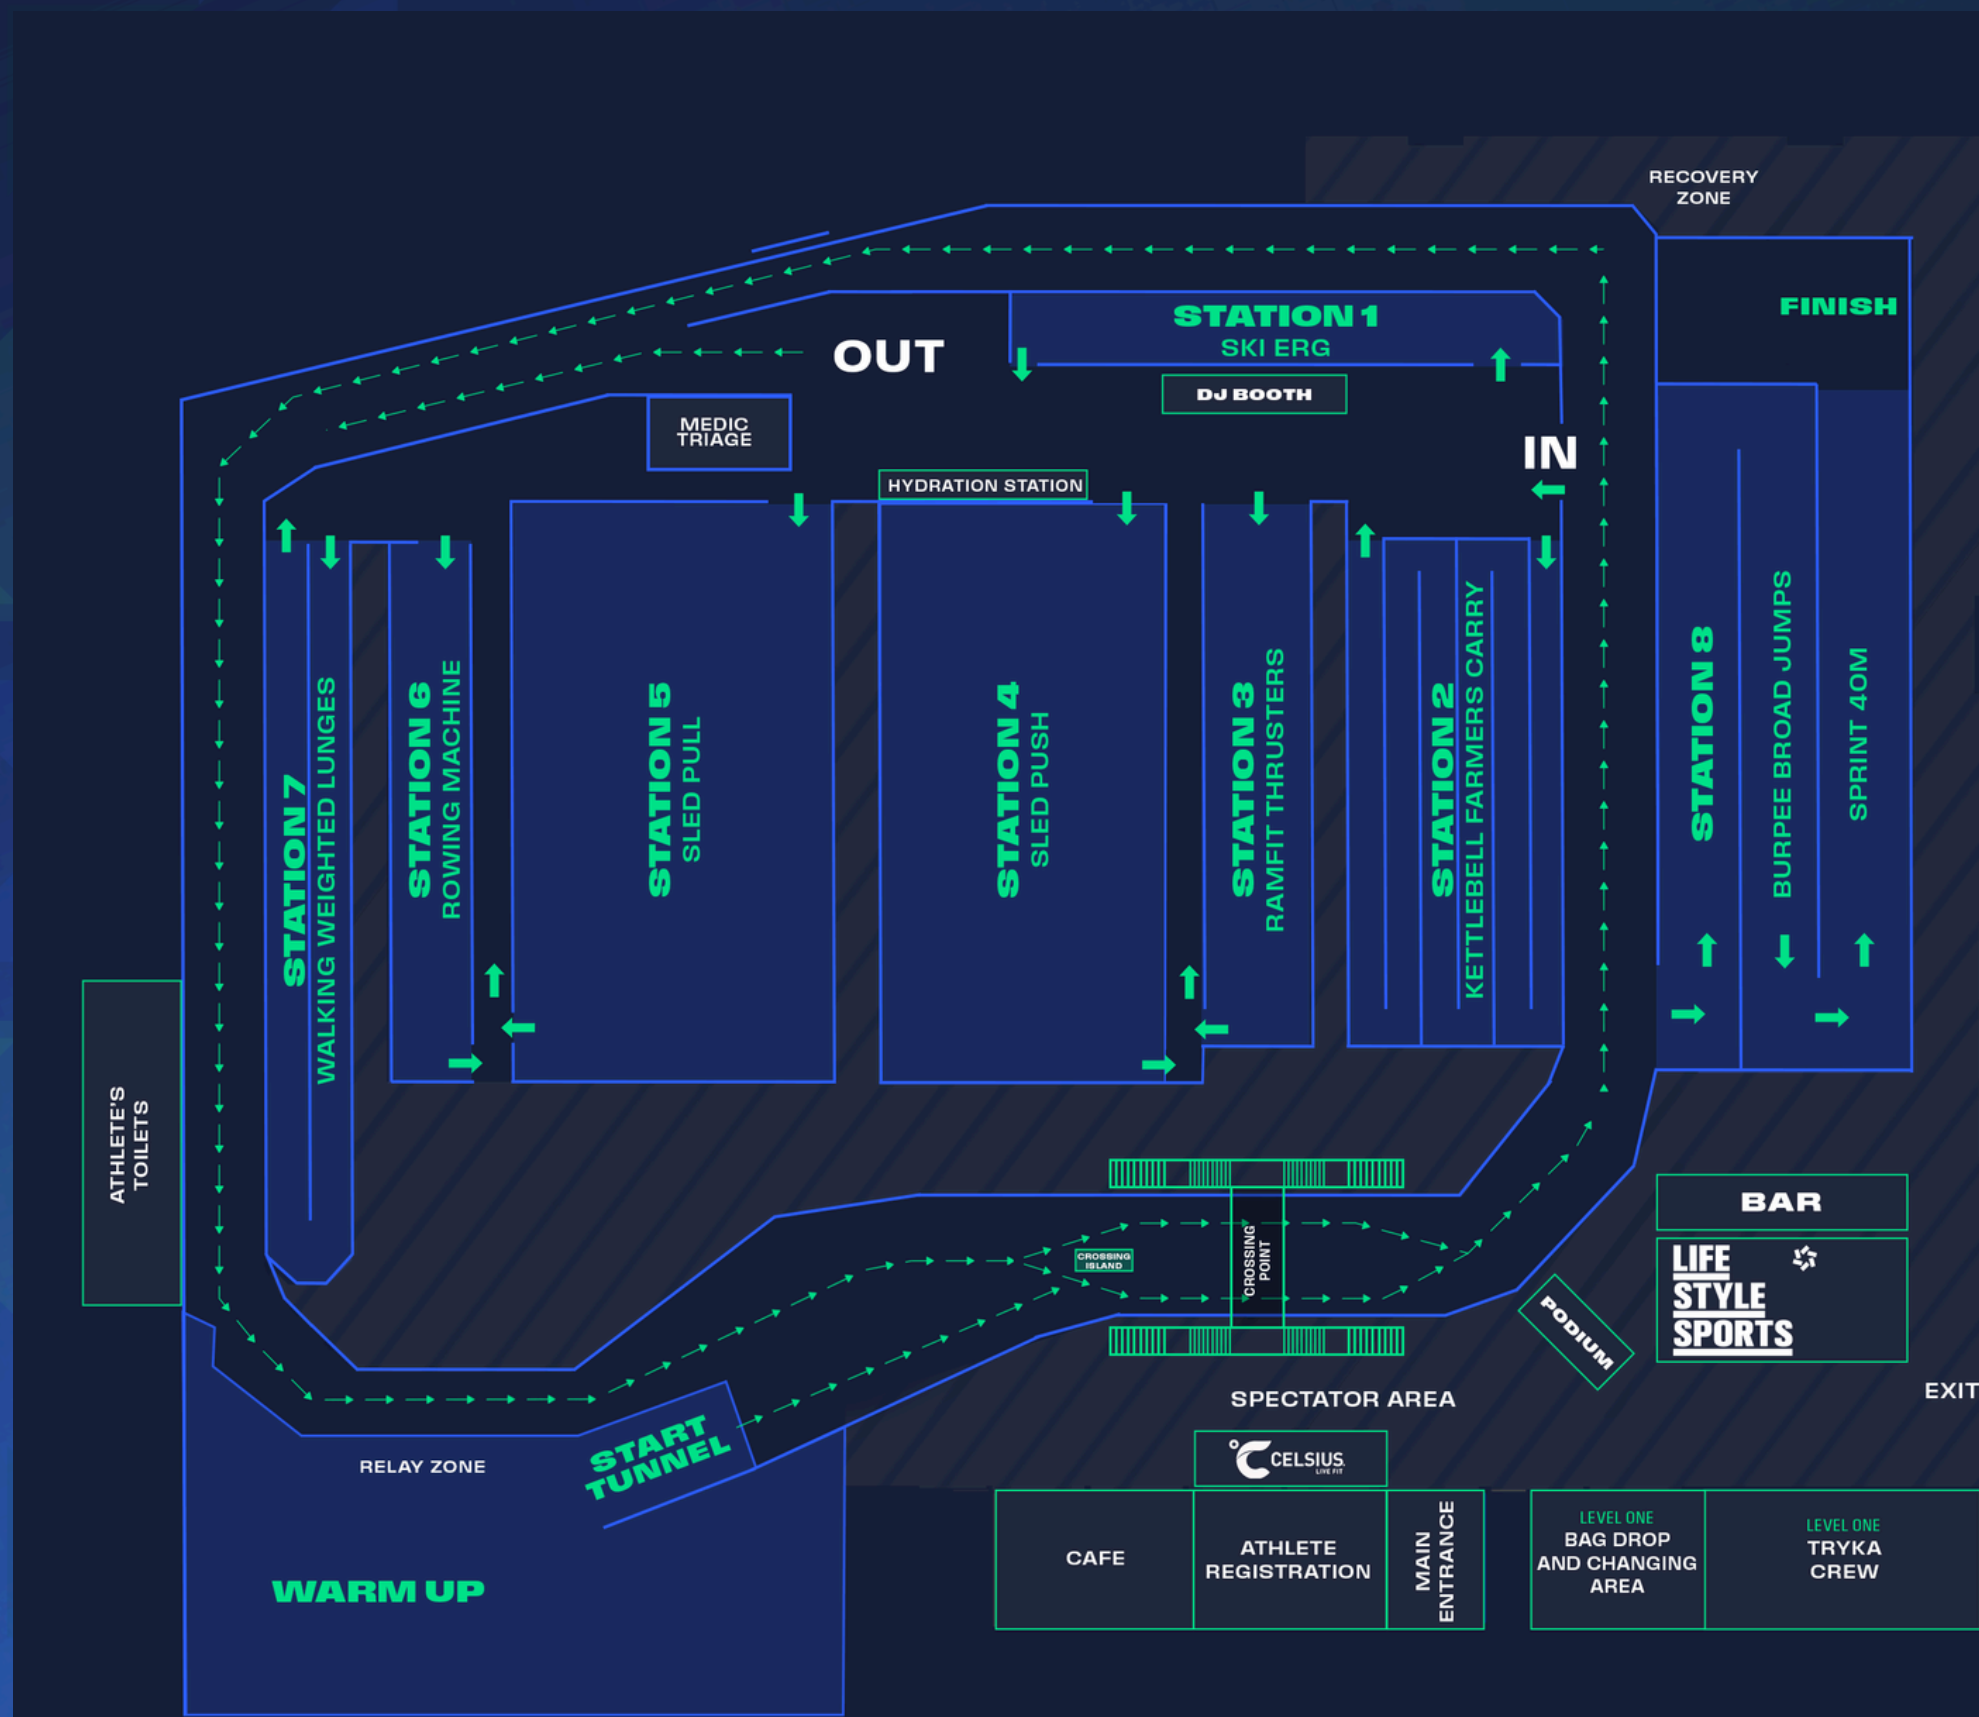 RECOVERY
ZONE
FINISH
STATION 1
SKI ERG
OUT
DJ BOOTH
IN
MEDIC
TRIAGE
HYDRATION STATION
STATION 7
WALKING WEIGHTED LUNGES
STATION 6
ROWING MACHINE
STATION 5
SLED PULL
STATION 4
SLED PUSH
STATION 3
RAMFIT THRUSTERS
STATION 2
KETTLEBELL FARMERS CARRY
STATION 8
BURPEE BROAD JUMPS
SPRINT 40M
ATHLETE'S
TOILETS
CROSSING
ISLAND
CROSSING
POINT
BAR
LIFE
STYLE
SPORTS
PODIUM
EXIT
SPECTATOR AREA
START
TUNNEL
RELAY ZONE
WARM UP
CELSIUS
LIVE FIT
CAFE
ATHLETE
REGISTRATION
MAIN
ENTRANCE
LEVEL ONE
BAG DROP
AND CHANGING
AREA
LEVEL ONE
TRYKA
CREW